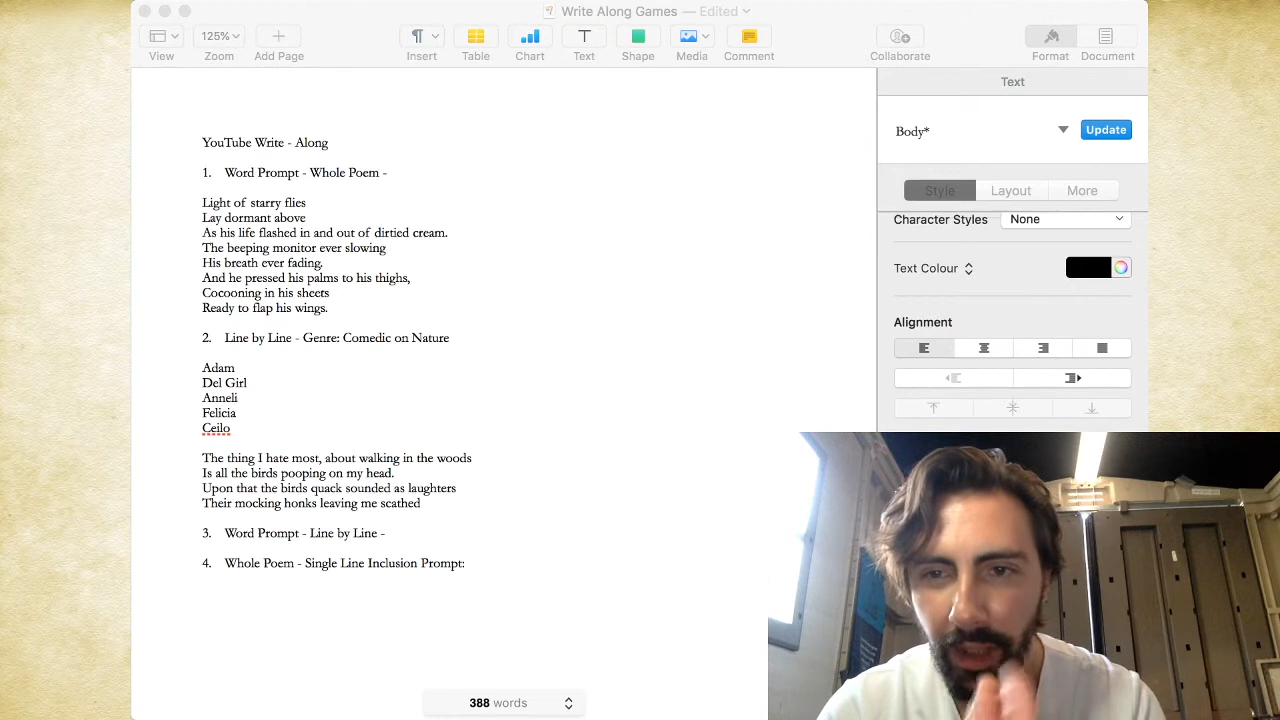 Write Along Games — Edited
View
125%
Zoom
Add Page
Insert
Table
Chart
Text
Shape
Media
Comment
Collaborate
Format
Document
Text
Body*
Update
Style
Layout
More
Character Styles
None
Text Colour
Alignment
YouTube Write - Along
1. Word Prompt - Whole Poem -
Light of starry flies
Lay dormant above
As his life flashed in and out of dirtied cream.
The beeping monitor ever slowing
His breath ever fading.
And he pressed his palms to his thighs,
Cocooning in his sheets
Ready to flap his wings.
2. Line by Line - Genre: Comedic on Nature
Adam
Del Girl
Anneli
Felicia
Ceilo
The thing I hate most, about walking in the woods
Is all the birds pooping on my head.
Upon that the birds quack sounded as laughters
Their mocking honks leaving me scathed
3. Word Prompt - Line by Line -
4. Whole Poem - Single Line Inclusion Prompt:
388 words